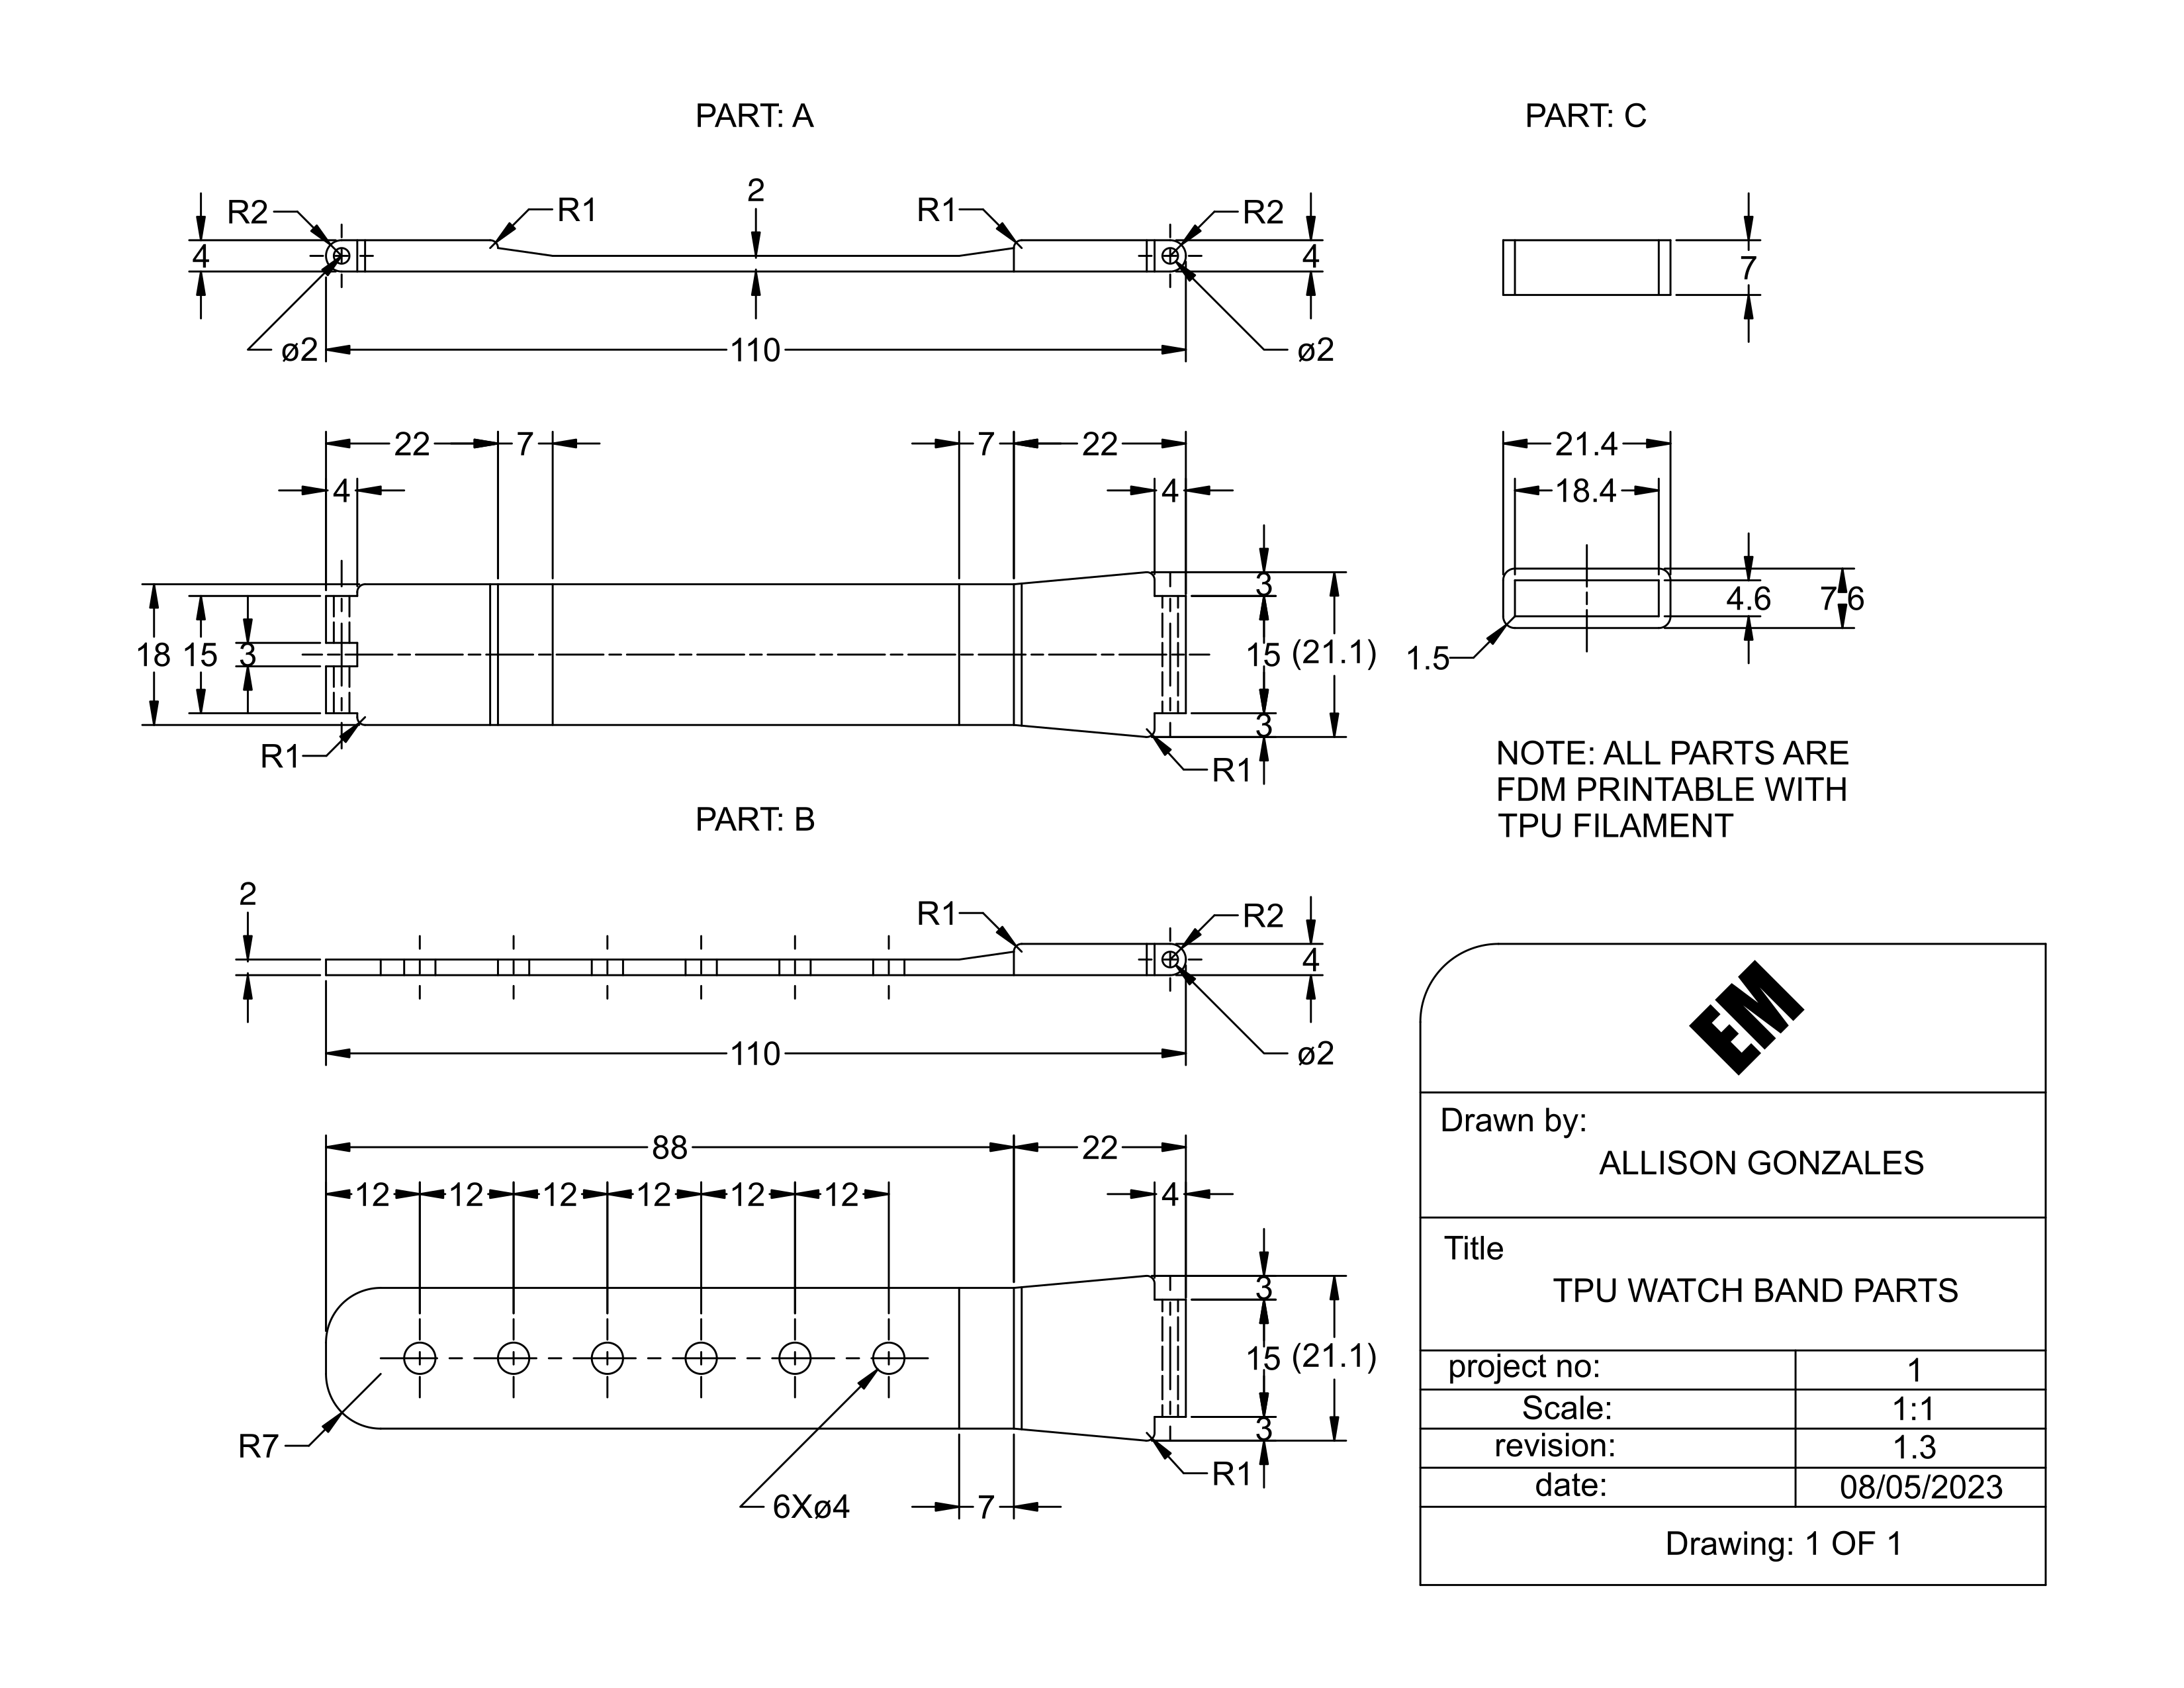 PART: A
PART: C
2
R2
R1
R1
R2
4
4
7
ø2
110
ø2
22
7
7
22
21.4
4
4
18.4
3
4.6
7.6
18
15
3
15
(21.1)
1.5
3
R1
R1
NOTE: ALL PARTS ARE
FDM PRINTABLE WITH
TPU FILAMENT
PART: B
2
R1
R2
4
110
ø2
88
22
12
12
12
12
12
12
4
3
15
(21.1)
3
R7
R1
6Xø4
7
EM
Drawn by:
ALLISON GONZALES
Title
TPU WATCH BAND PARTS
project no:
1
Scale:
1:1
revision:
1.3
date:
08/05/2023
Drawing: 1 OF 1